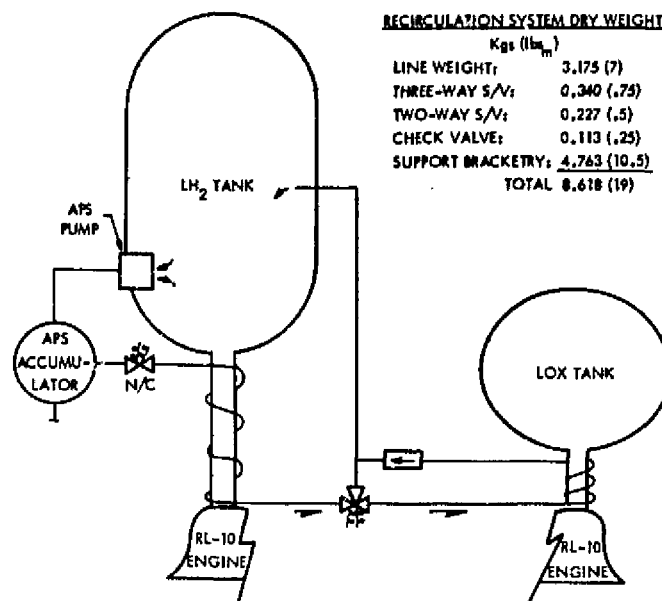 RECIRCULATION SYSTEM DRY WEIGHT
Kgs (lbsm)
LINE WEIGHT: 3.175 (7)
THREE-WAY S/V: 0.340 (.75)
TWO-WAY S/V: 0.227 (.5)
CHECK VALVE: 0.113 (.25)
SUPPORT BRACKETRY: 4.763 (10.5)
TOTAL 8.618 (19)
LH2 TANK
APS
PUMP
APS
ACCUMU-
LATOR
N/C
LOX TANK
RL-10
ENGINE
RL-10
ENGINE